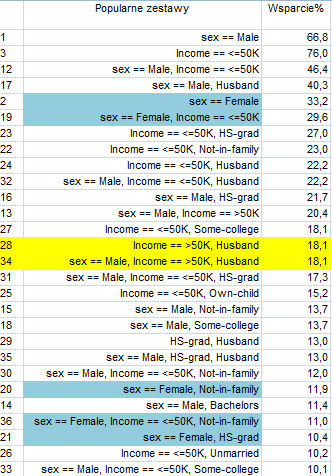 Popularne zestawy Wsparcie%
1 sex == Male 66,8
3 Income == <=50K 76,0
12 sex == Male, Income == <=50K 46,4
17 sex == Male, Husband 40,3
2 sex == Female 33,2
19 sex == Female, Income == <=50K 29,6
23 Income == <=50K, HS-grad 27,0
22 Income == <=50K, Not-in-family 23,0
24 Income == <=50K, Husband 22,2
32 sex == Male, Income == <=50K, Husband 22,2
16 sex == Male, HS-grad 21,7
13 sex == Male, Income == >50K 20,4
27 Income == <=50K, Some-college 18,1
28 Income == >50K, Husband 18,1
34 sex == Male, Income == >50K, Husband 18,1
31 sex == Male, Income == <=50K, HS-grad 17,3
25 Income == <=50K, Own-child 15,2
15 sex == Male, Not-in-family 13,7
18 sex == Male, Some-college 13,7
29 HS-grad, Husband 13,0
35 sex == Male, HS-grad, Husband 13,0
30 sex == Male, Income == <=50K, Not-in-family 12,0
20 sex == Female, Not-in-family 11,9
14 sex == Male, Bachelors 11,4
36 sex == Female, Income == <=50K, Not-in-family 11,0
21 sex == Female, HS-grad 10,4
26 Income == <=50K, Unmarried 10,2
33 sex == Male, Income == <=50K, Some-college 10,1